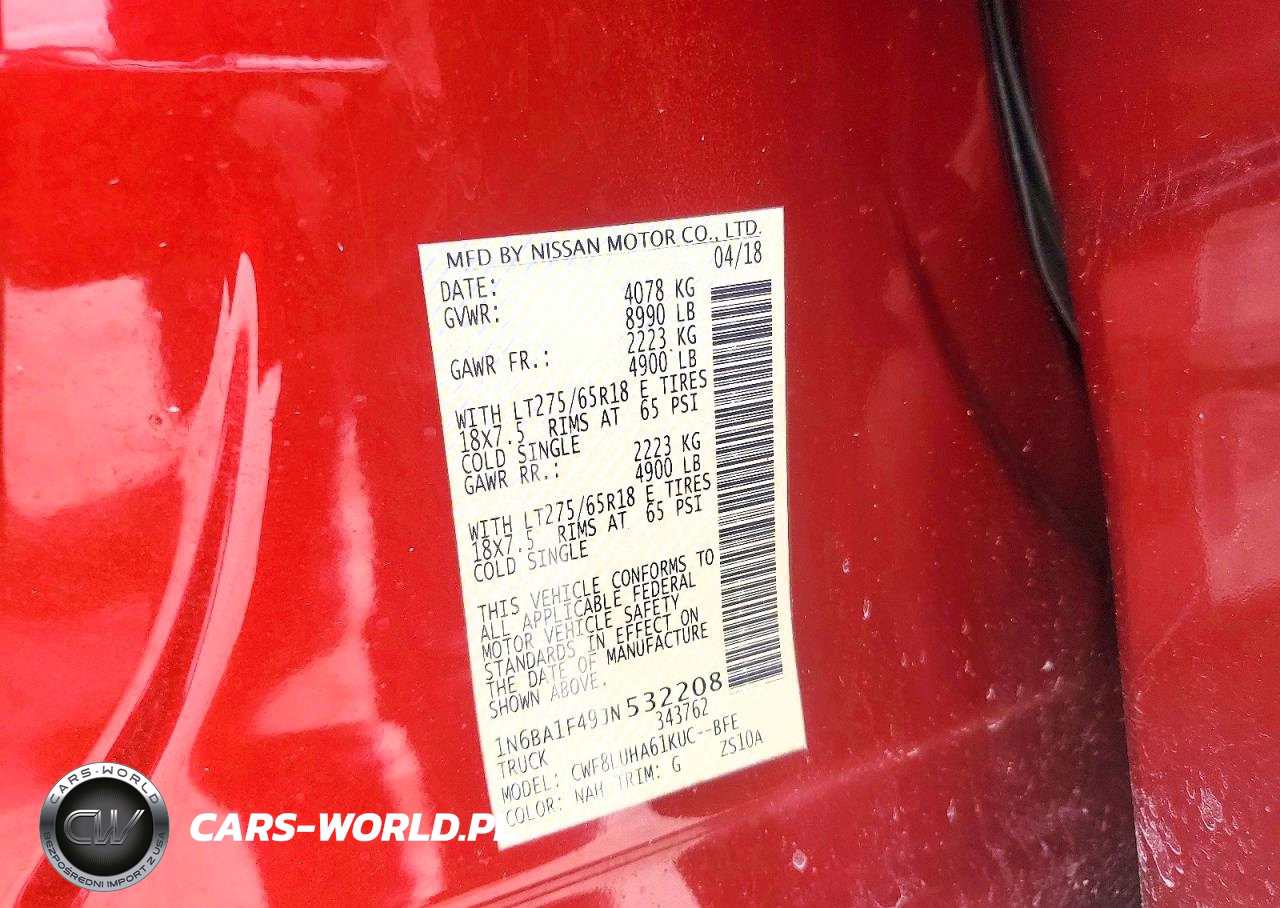 MFD BY NISSAN MOTOR CO., LTD.
DATE: 04/18
GVWR: 4078 KG
8990 LB
GAWR FR.: 2223 KG
4900 LB
WITH LT275/65R18 E TIRES
18X7.5 RIMS AT 65 PSI
COLD SINGLE
GAWR RR.: 2223 KG
4900 LB
WITH LT275/65R18 E TIRES
18X7.5 RIMS AT 65 PSI
COLD SINGLE
THIS VEHICLE CONFORMS TO
ALL APPLICABLE FEDERAL
MOTOR VEHICLE SAFETY
STANDARDS IN EFFECT ON
THE DATE OF MANUFACTURE
SHOWN ABOVE.
1N6BA1F49JN532208
TRUCK 343762
MODEL: CWF8LUHA61KUC--BFE
COLOR: NAH TRIM: G ZS10A
CARS-WORLD
CW
BEZPOŚREDNI IMPORT Z USA
CARS-WORLD.PL